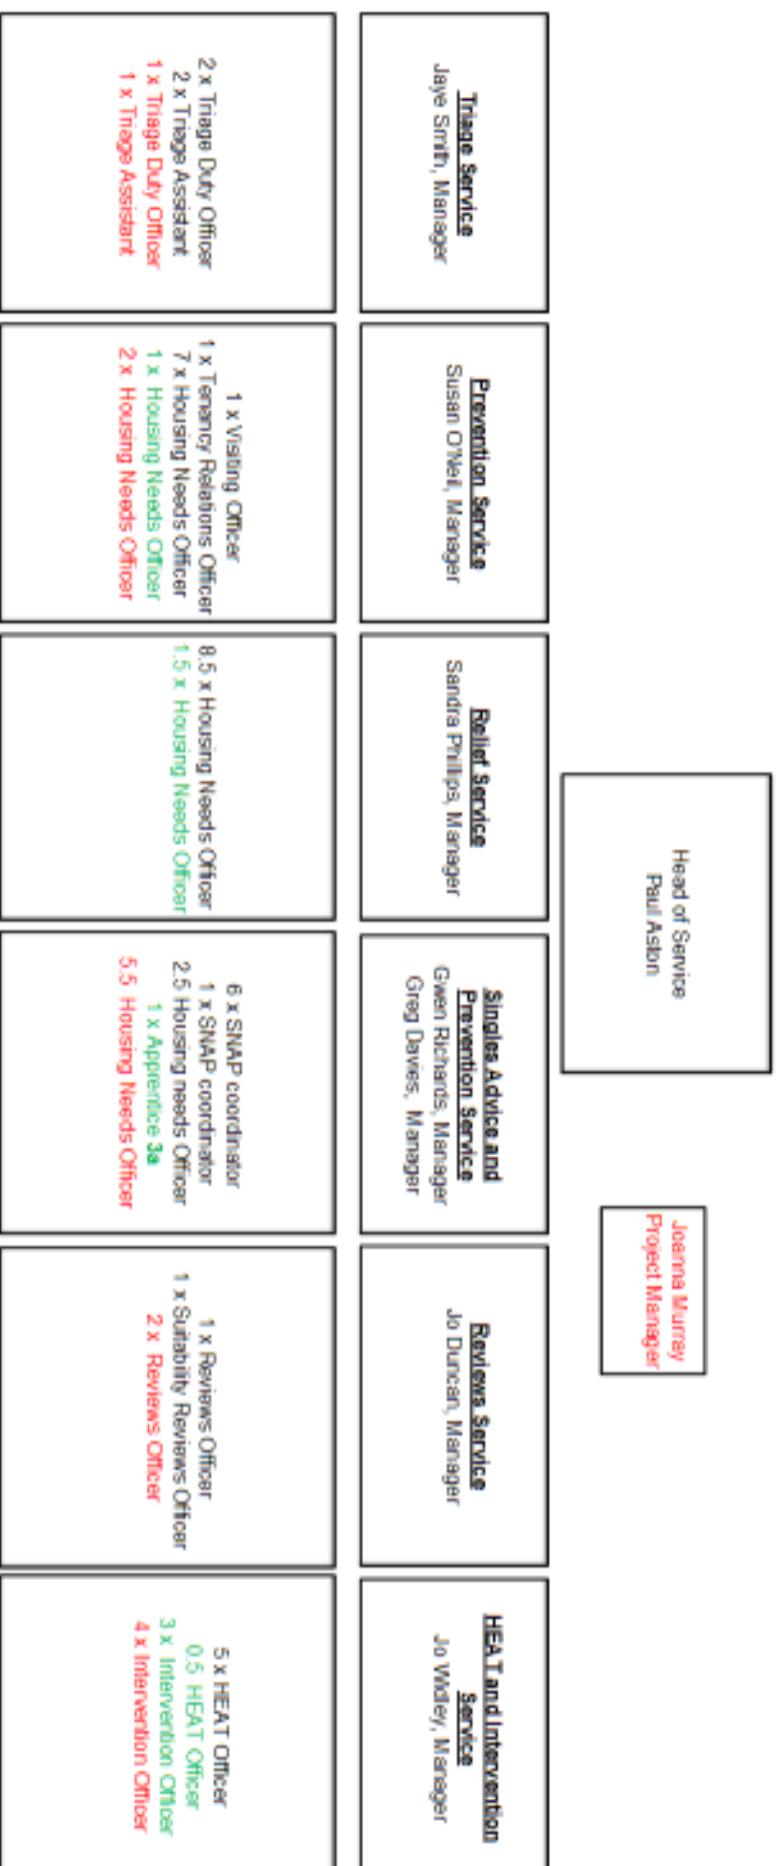 Head of Service
Paul Aston
Joanna Murray
Project Manager
Triage Service
Jaye Smith, Manager
Prevention Service
Susan O'Neil, Manager
Relief Service
Sandra Phillips, Manager
Singles Advice and
Prevention Service
Gwen Richards, Manager
Greg Davies, Manager
Reviews Service
Jo Duncan, Manager
HEAT and Intervention
Service
Jo Widley, Manager
2 x Triage Duty Officer
2 x Triage Assistant
1 x Triage Duty Officer
1 x Triage Assistant
1 x Visiting Officer
1 x Tenancy Relations Officer
7 x Housing Needs Officer
1 x Housing Needs Officer
2 x Housing Needs Officer
8.5 x Housing Needs Officer
1.5 x Housing Needs Officer
6 x SNAP coordinator
1 x SNAP coordinator
2.5 Housing needs Officer
1 x Apprentice 3a
5.5 Housing Needs Officer
1 x Reviews Officer
1 x Suitability Reviews Officer
2 x Reviews Officer
5 x HEAT Officer
0.5 HEAT Officer
3 x Intervention Officer
4 x Intervention Officer